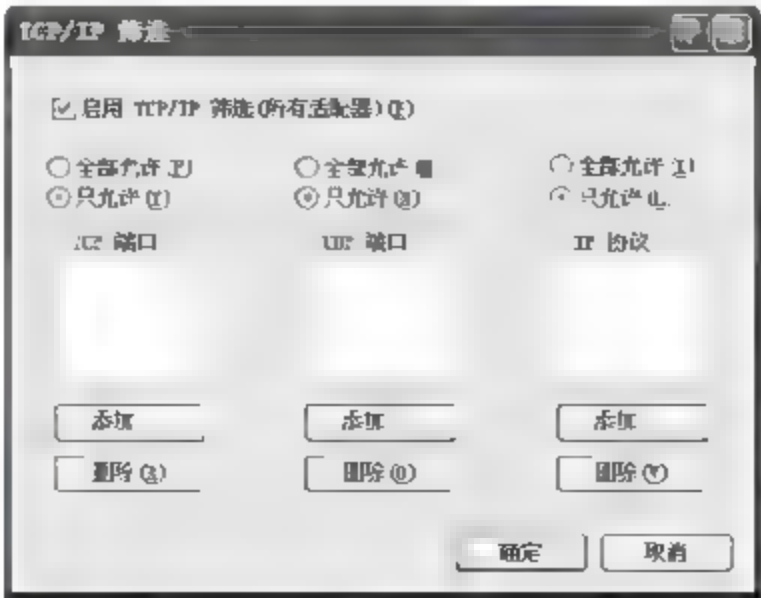 TCP/IP 筛选
启用 TCP/IP 筛选(所有适配器)(E)
全部允许 全部允许 全部允许
只允许 只允许 只允许
TCP 端口 UDP 端口 IP 协议
添加 添加 添加
删除 删除 删除
确定 取消